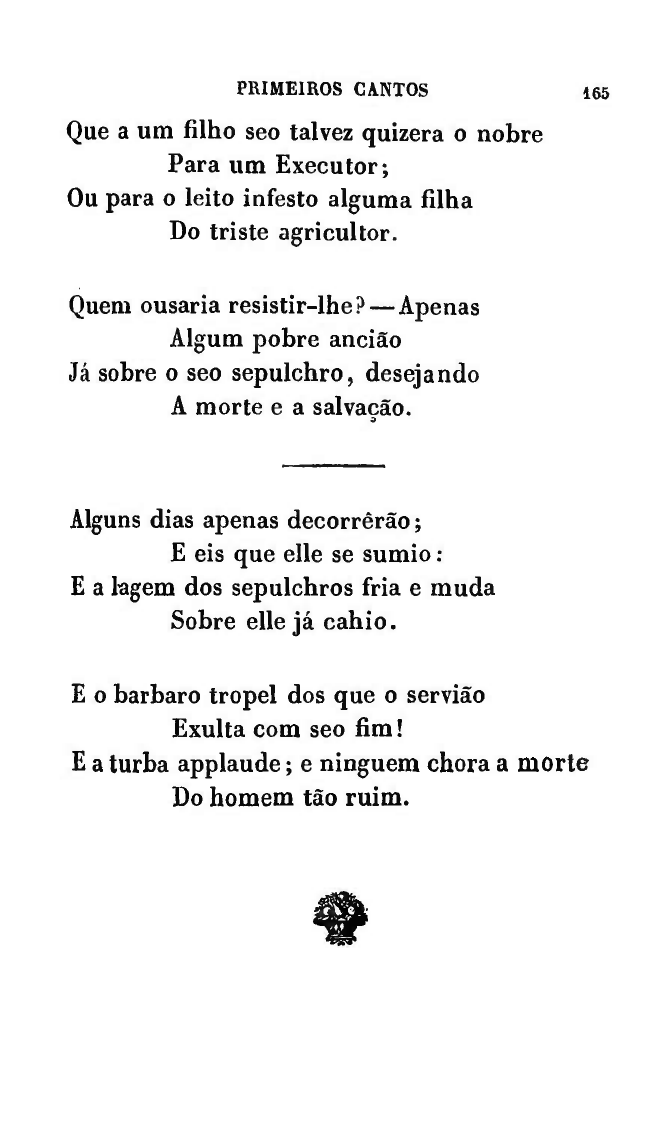 PRIMEIROS CANTOS 165
Que a um filho seo talvez quizera o nobre
Para um Executor;
Ou para o leito infesto alguma filha
Do triste agricultor.
Quem ousaria resistir-lhe? — Apenas
Algum pobre ancião
Já sobre o seo sepulchro, desejando
A morte e a salvação.
Alguns dias apenas decorrêrão;
E eis que elle se sumio:
E a lagem dos sepulchros fria e muda
Sobre elle já cahio.
E o barbaro tropel dos que o servião
Exulta com seo fim!
E a turba applaude; e ninguem chora a morte
Do homem tão ruim.